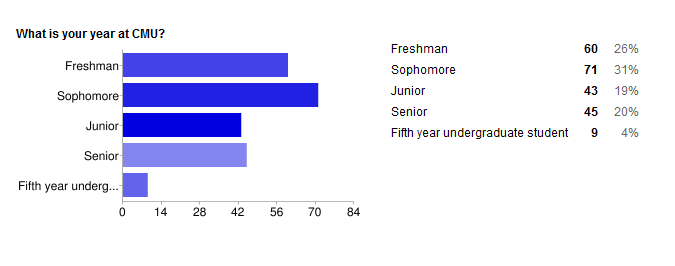 What is your year at CMU?
Freshman
Sophomore
Junior
Senior
Fifth year underg...
0 14 28 42 56 70 84
Freshman 60 26%
Sophomore 71 31%
Junior 43 19%
Senior 45 20%
Fifth year undergraduate student 9 4%